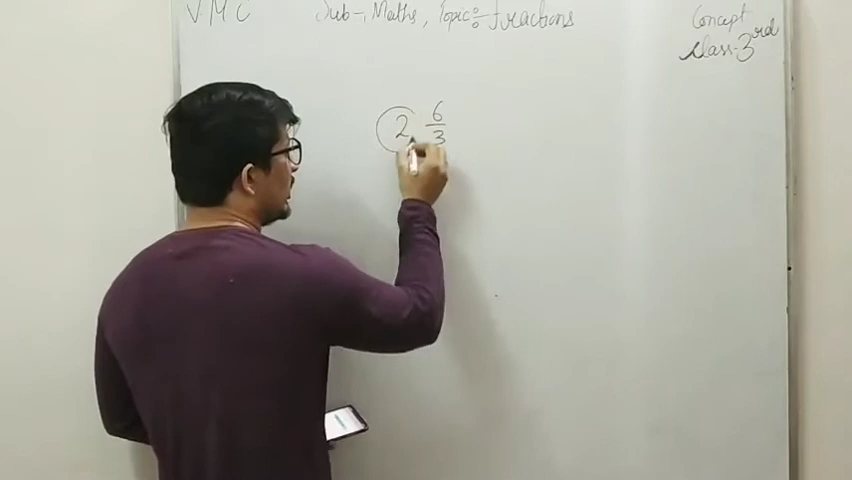 VMC Sub-, Maths, Topic:- fractions Concept
class-3rd
2 6/3